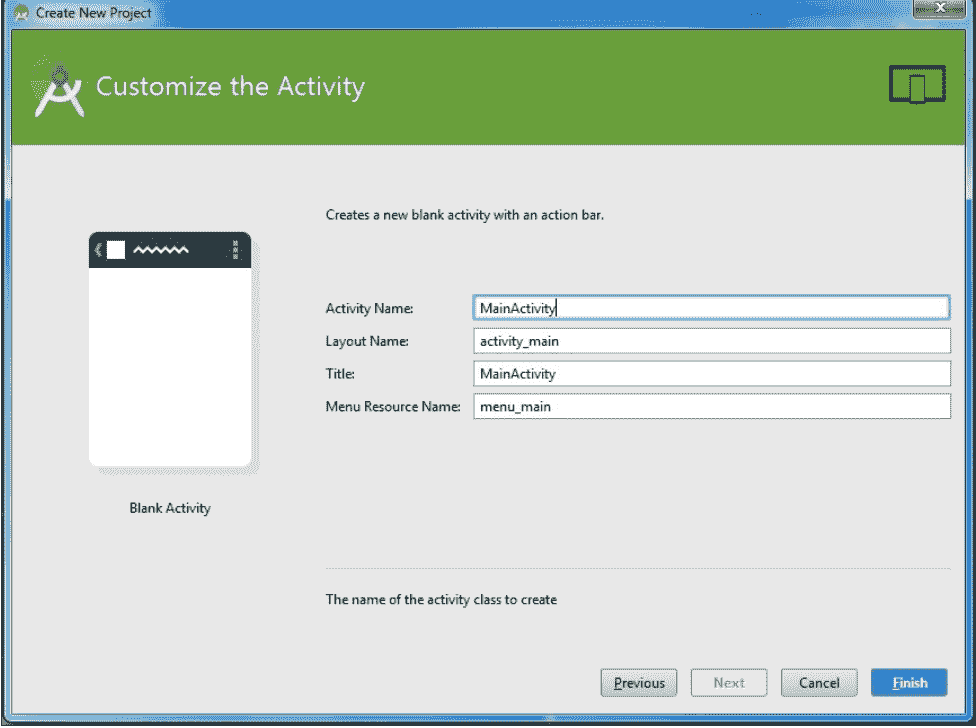 Create New Project
Customize the Activity
Creates a new blank activity with an action bar.
Activity Name: MainActivity
Layout Name: activity_main
Title: MainActivity
Menu Resource Name: menu_main
Blank Activity
The name of the activity class to create
Previous Next Cancel Finish